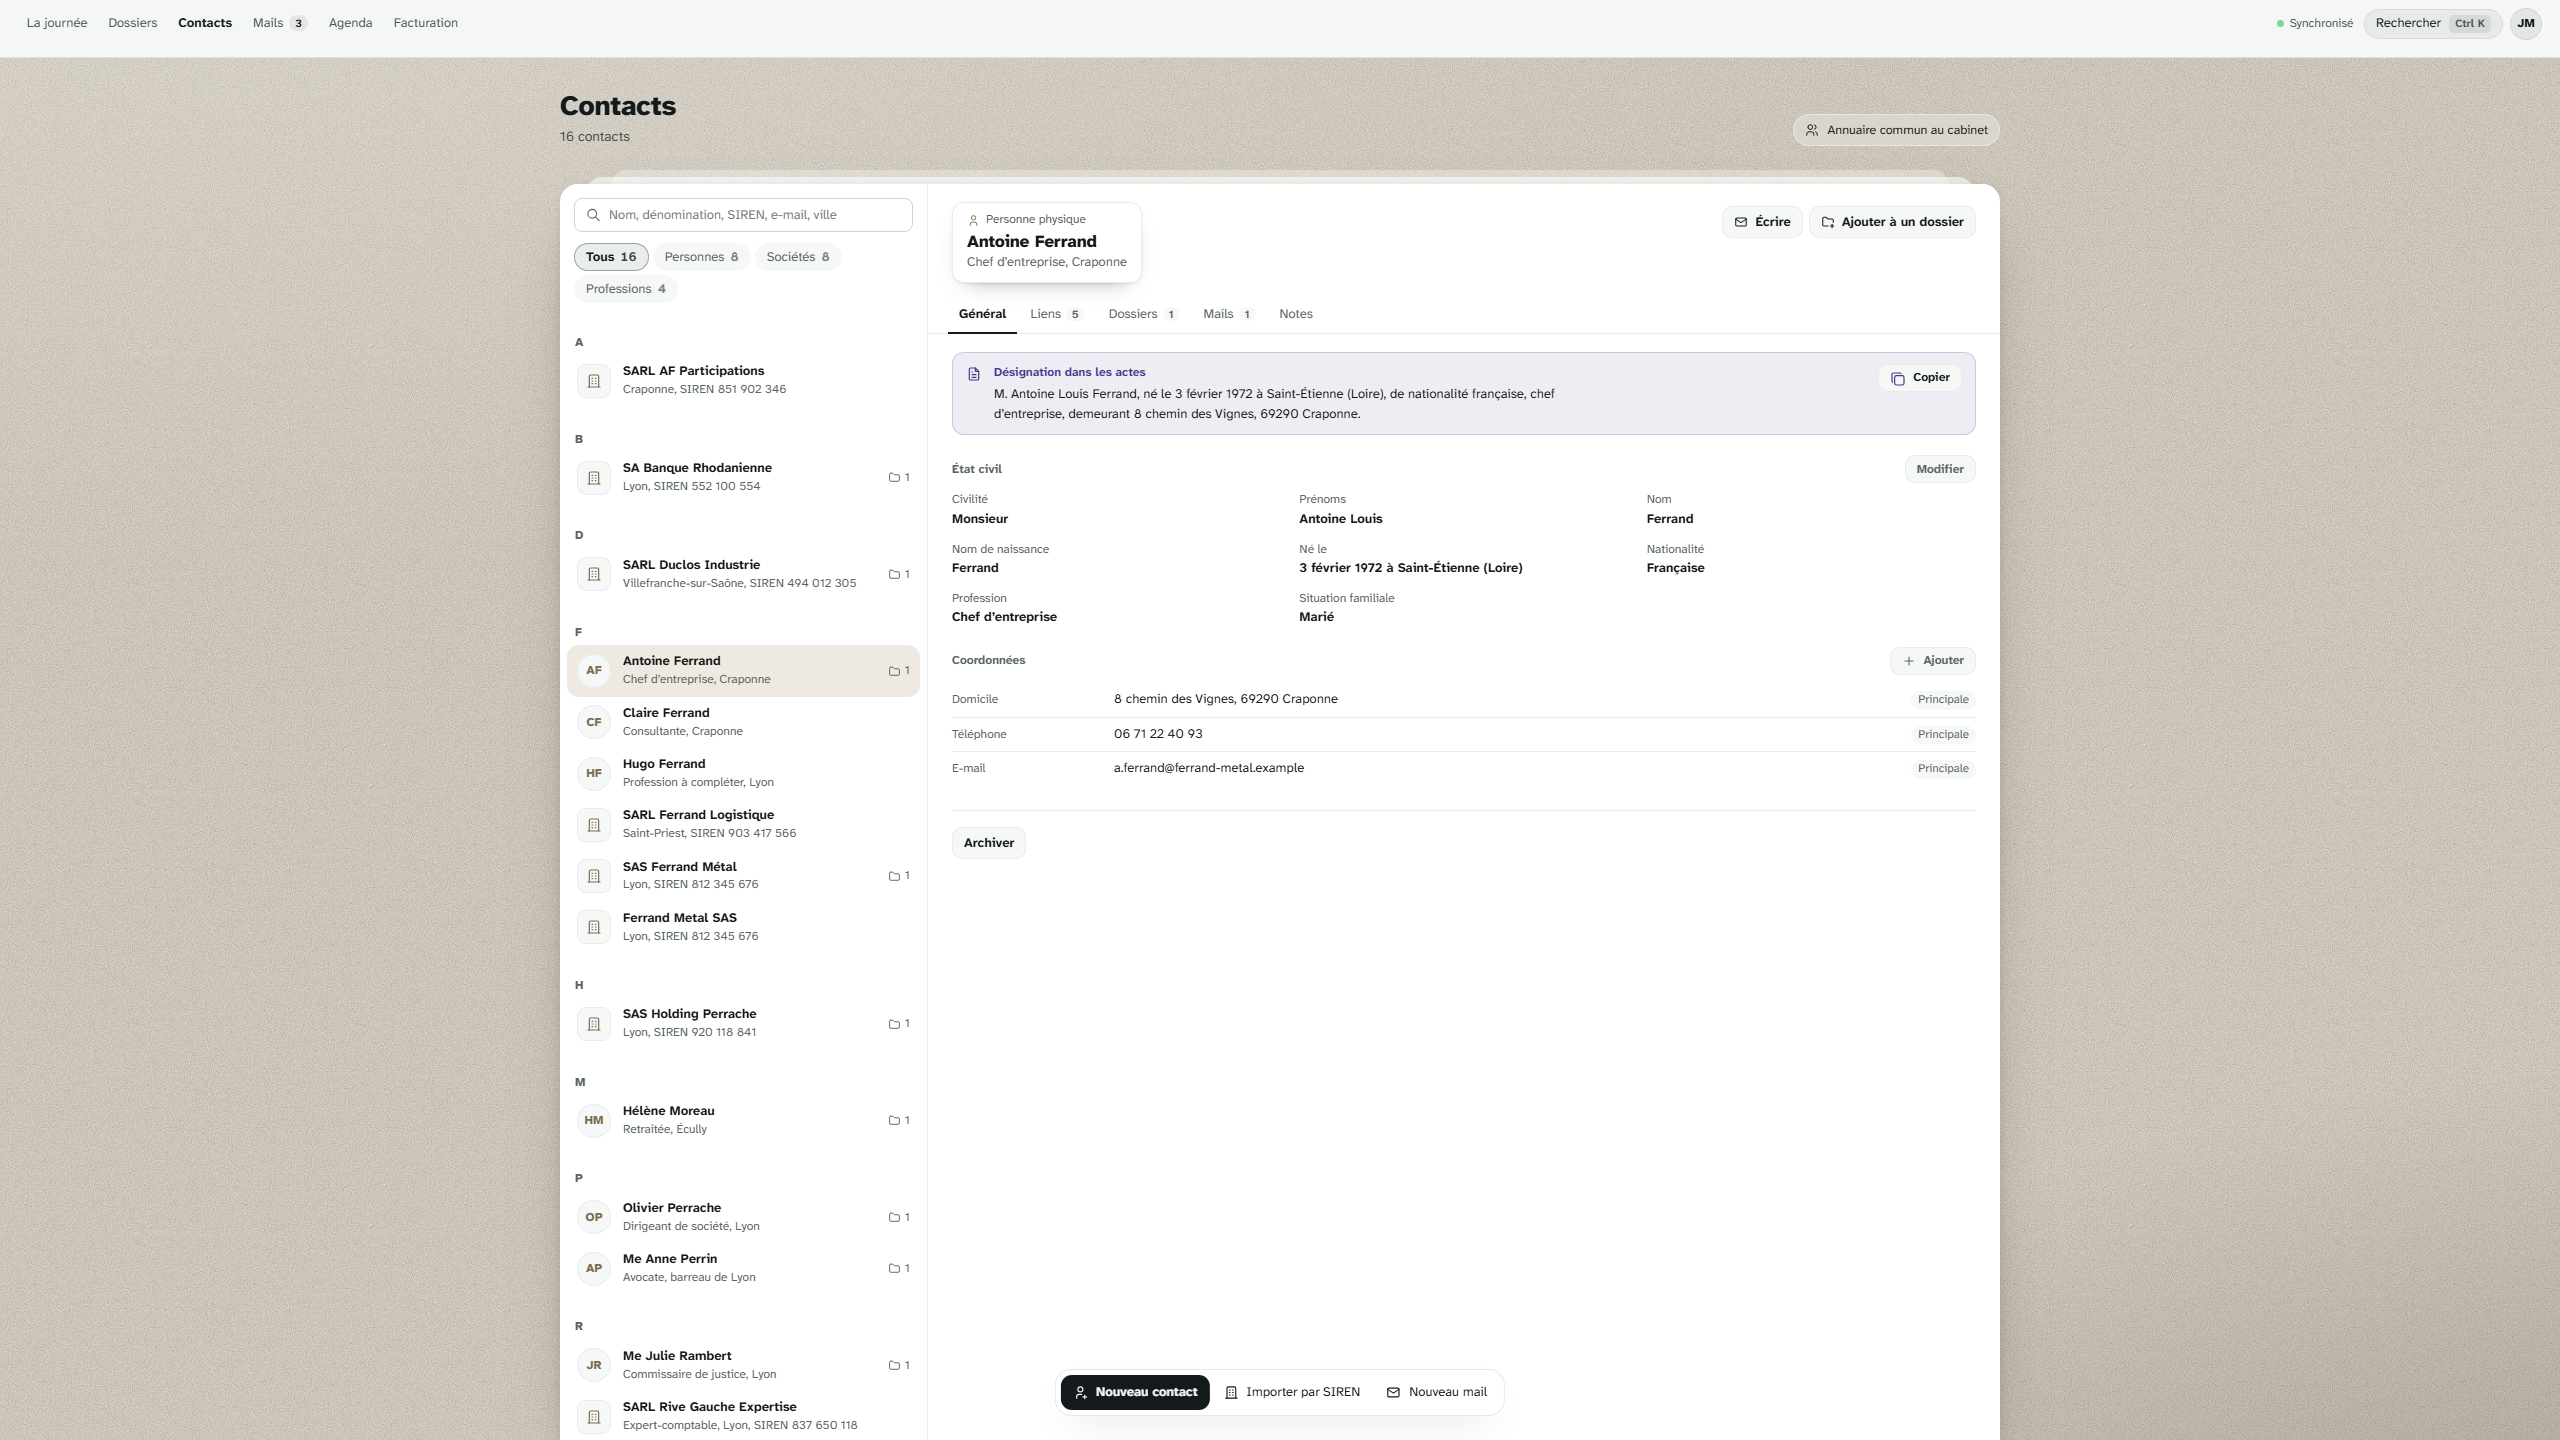 La journée
Dossiers
Contacts
Mails 3
Agenda
Facturation
Synchronisé
Rechercher Ctrl K
JM
Contacts
16 contacts
Annuaire commun au cabinet
Nom, dénomination, SIREN, e-mail, ville
Tous 16
Personnes 8
Sociétés 8
Professions 4
A
SARL AF Participations
Craponne, SIREN 851 902 346
B
SA Banque Rhodanienne
Lyon, SIREN 552 100 554
1
D
SARL Duclos Industrie
Villefranche-sur-Saône, SIREN 494 012 305
1
F
AF
Antoine Ferrand
Chef d'entreprise, Craponne
1
CF
Claire Ferrand
Consultante, Craponne
HF
Hugo Ferrand
Profession à compléter, Lyon
SARL Ferrand Logistique
Saint-Priest, SIREN 903 417 566
SAS Ferrand Métal
Lyon, SIREN 812 345 676
1
Ferrand Metal SAS
Lyon, SIREN 812 345 676
H
SAS Holding Perrache
Lyon, SIREN 920 118 841
1
M
HM
Hélène Moreau
Retraitée, Écully
1
P
OP
Olivier Perrache
Dirigeant de société, Lyon
1
AP
Me Anne Perrin
Avocate, barreau de Lyon
1
R
JR
Me Julie Rambert
Commissaire de justice, Lyon
1
SARL Rive Gauche Expertise
Expert-comptable, Lyon, SIREN 837 650 118
Personne physique
Antoine Ferrand
Chef d'entreprise, Craponne
Écrire
Ajouter à un dossier
Général
Liens 5
Dossiers 1
Mails 1
Notes
Désignation dans les actes
M. Antoine Louis Ferrand, né le 3 février 1972 à Saint-Étienne (Loire), de nationalité française, chef
d'entreprise, demeurant 8 chemin des Vignes, 69290 Craponne.
Copier
État civil
Modifier
Civilité
Monsieur
Prénoms
Antoine Louis
Nom
Ferrand
Nom de naissance
Ferrand
Né le
3 février 1972 à Saint-Étienne (Loire)
Nationalité
Française
Profession
Chef d'entreprise
Situation familiale
Marié
Coordonnées
Ajouter
Domicile
8 chemin des Vignes, 69290 Craponne
Principale
Téléphone
06 71 22 40 93
Principale
E-mail
a.ferrand@ferrand-metal.example
Principale
Archiver
Nouveau contact
Importer par SIREN
Nouveau mail